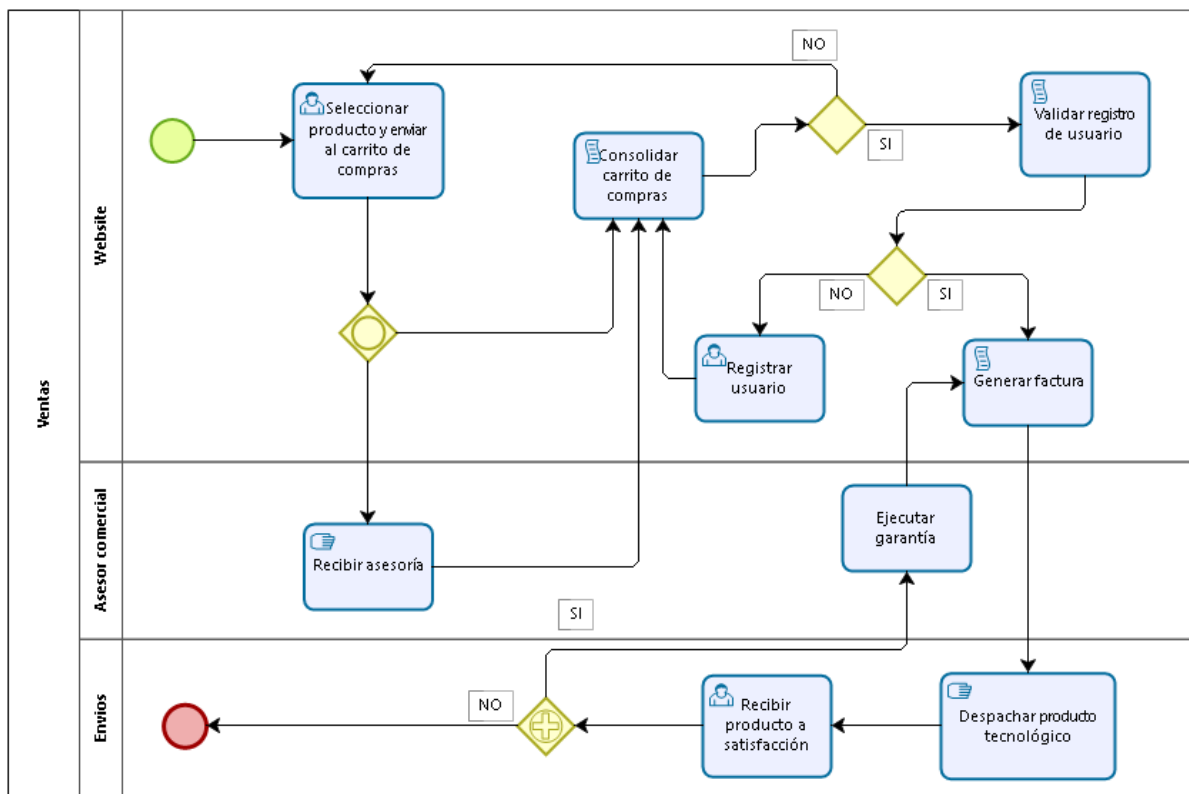 Ventas
Website
Seleccionar
producto y enviar
al carrito de
compras
NO
SI
Consolidar
carrito de
compras
Validar registro
de usuario
NO
SI
Registrar
usuario
Generar factura
Asesor comercial
Recibir asesoría
Ejecutar
garantía
SI
Envios
NO
Recibir
producto a
satisfacción
Despachar producto
tecnológico